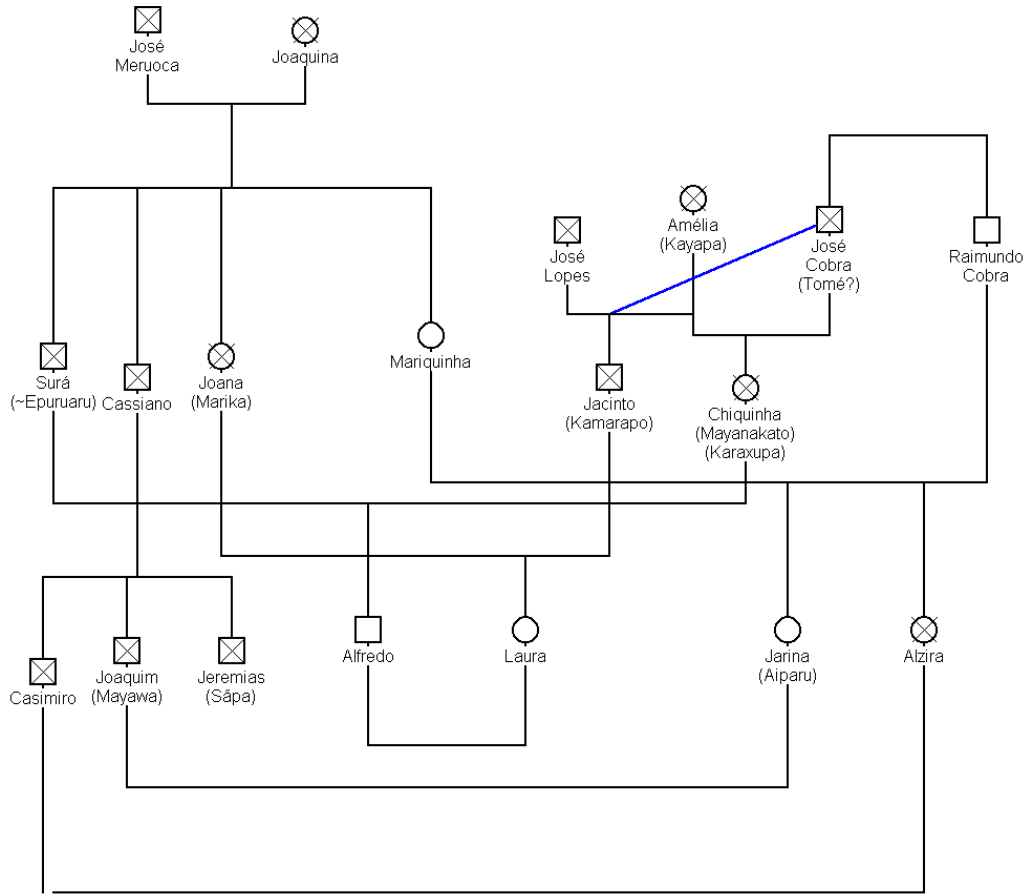 José
Meruoca
Joaquina
Amélia
(Kayapa)
José
Lopes
José
Cobra
(Tomé?)
Raimundo
Cobra
Surá
(~Epuruaru)
Cassiano
Joana
(Marika)
Mariquinha
Jacinto
(Kamarapo)
Chiquinha
(Mayanakato)
(Karaxupa)
Casimiro
Joaquim
(Mayawa)
Jeremias
(Sãpa)
Alfredo
Laura
Jarina
(Aiparu)
Alzira